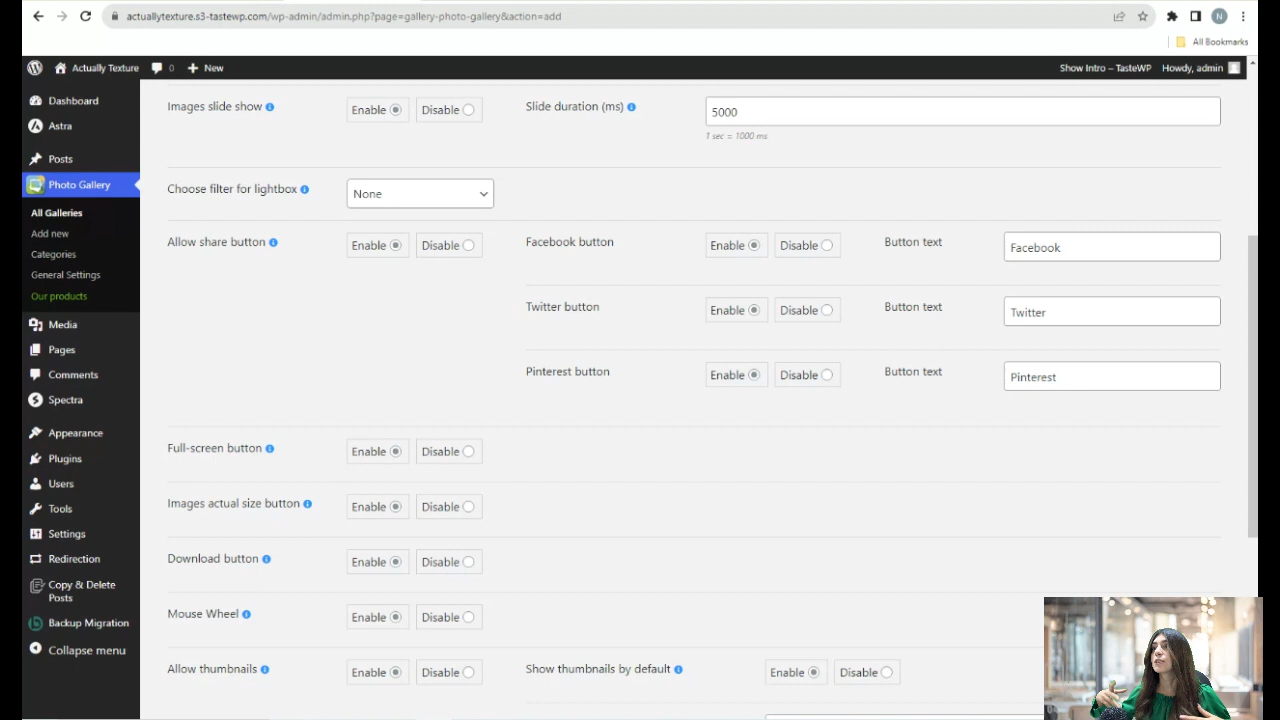 actuallytexture.s3-tastewp.com/wp-admin/admin.php?page=gallery-photo-gallery&action=add
N
All Bookmarks
Actually Texture 0 New Show Intro – TasteWP Howdy, admin
Dashboard
Astra
Posts
Photo Gallery
All Galleries
Add new
Categories
General Settings
Our products
Media
Pages
Comments
Spectra
Appearance
Plugins
Users
Tools
Settings
Redirection
Copy & Delete
Posts
Backup Migration
Collapse menu
Images slide show Enable Disable Slide duration (ms) 5000
1 sec = 1000 ms
Choose filter for lightbox None
Allow share button Enable Disable Facebook button Enable Disable Button text Facebook
Twitter button Enable Disable Button text Twitter
Pinterest button Enable Disable Button text Pinterest
Full-screen button Enable Disable
Images actual size button Enable Disable
Download button Enable Disable
Mouse Wheel Enable Disable
Allow thumbnails Enable Disable Show thumbnails by default Enable Disable